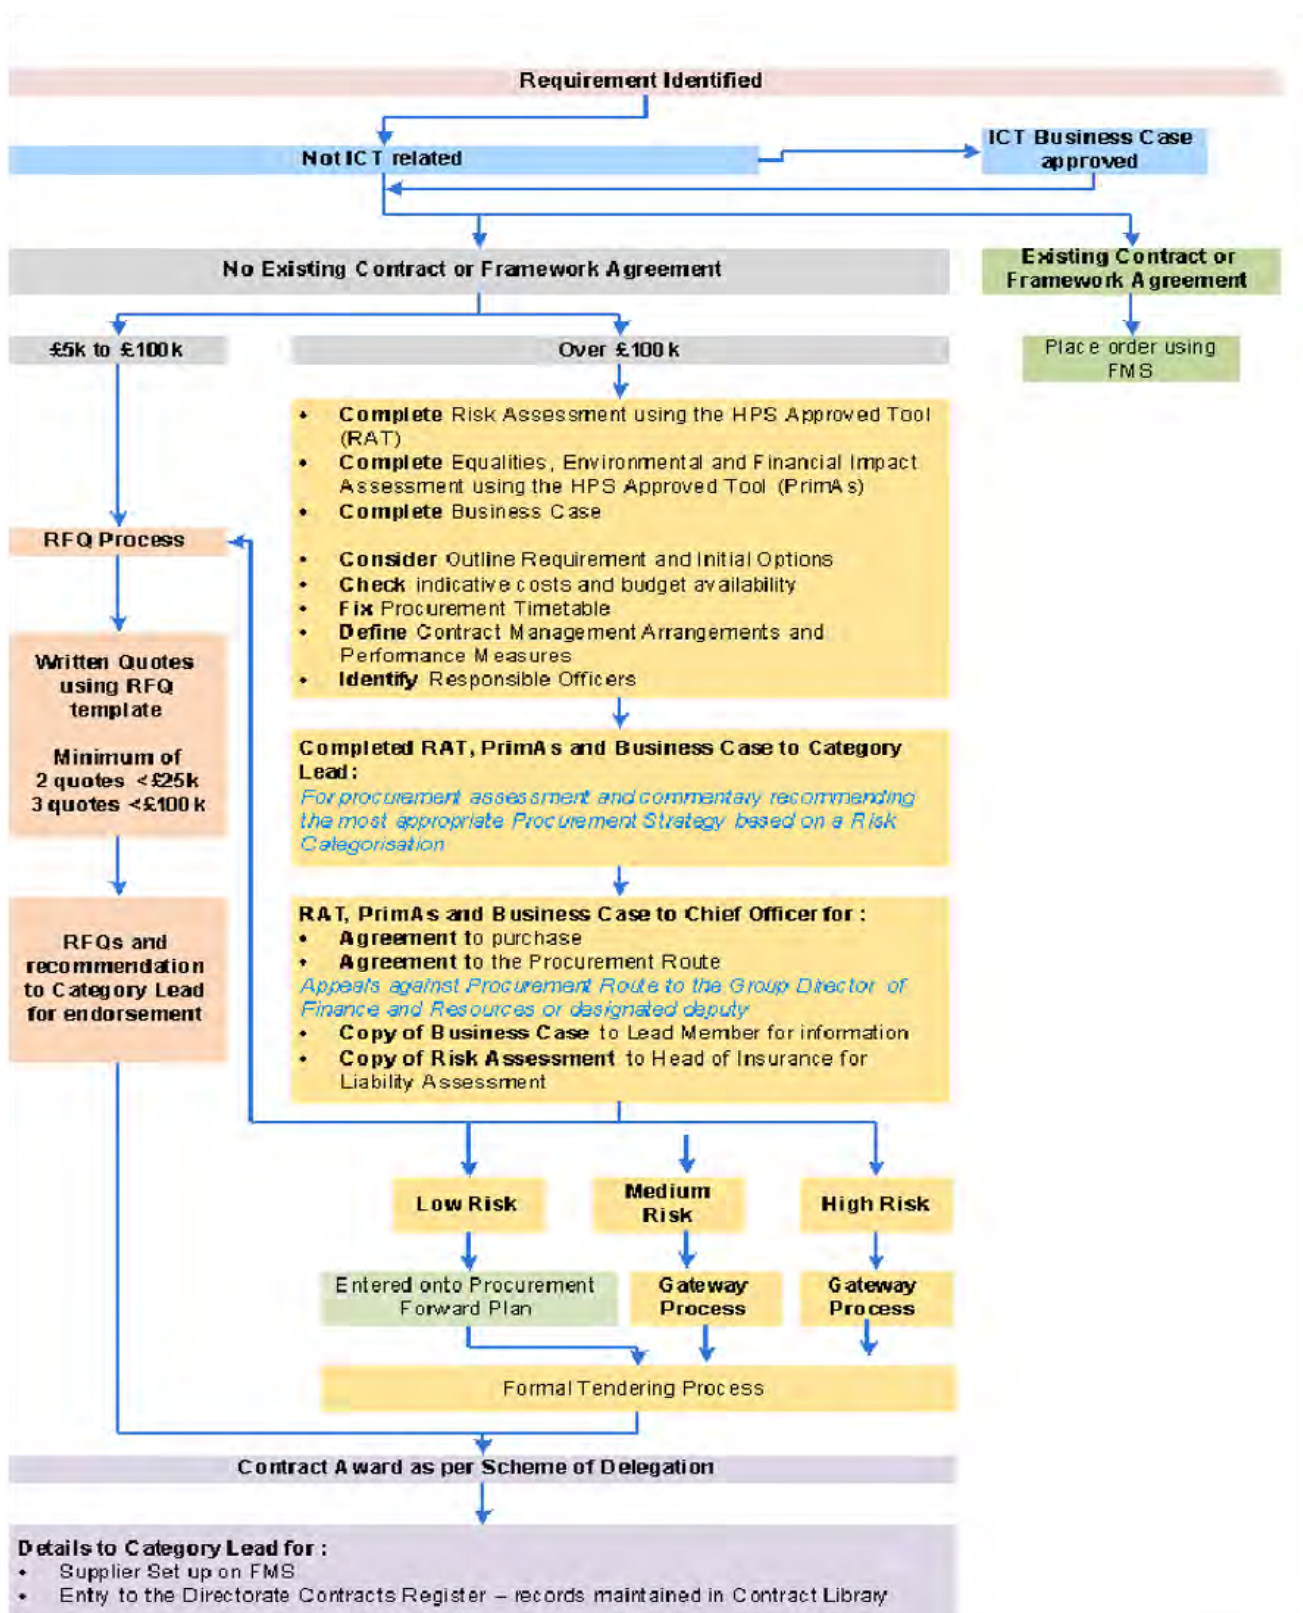 Requirement Identified
Not ICT related
ICT Business Case
approved
No Existing Contract or Framework Agreement
Existing Contract or
Framework Agreement
£5k to £100k
Over £100k
Place order using
FMS
• Complete Risk Assessment using the HPS Approved Tool
(RAT)
• Complete Equalities, Environmental and Financial Impact
Assessment using the HPS Approved Tool (PrimAs)
• Complete Business Case
• Consider Outline Requirement and Initial Options
• Check indicative costs and budget availability
• Fix Procurement Timetable
• Define Contract Management Arrangements and
Performance Measures
• Identify Responsible Officers
RFQ Process
Written Quotes
using RFQ
template
Minimum of
2 quotes <£25k
3 quotes <£100k
Completed RAT, PrimAs and Business Case to Category
Lead:
For procurement assessment and commentary recommending
the most appropriate Procurement Strategy based on a Risk
Categorisation
RFQs and
recommendation
to Category Lead
for endorsement
RAT, PrimAs and Business Case to Chief Officer for :
• Agreement to purchase
• Agreement to the Procurement Route
Appeals against Procurement Route to the Group Director of
Finance and Resources or designated deputy
• Copy of Business Case to Lead Member for information
• Copy of Risk Assessment to Head of Insurance for
Liability Assessment
Low Risk
Medium
Risk
High Risk
Entered onto Procurement
Forward Plan
Gateway
Process
Gateway
Process
Formal Tendering Process
Contract Award as per Scheme of Delegation
Details to Category Lead for :
• Supplier Set up on FMS
• Entry to the Directorate Contracts Register – records maintained in Contract Library